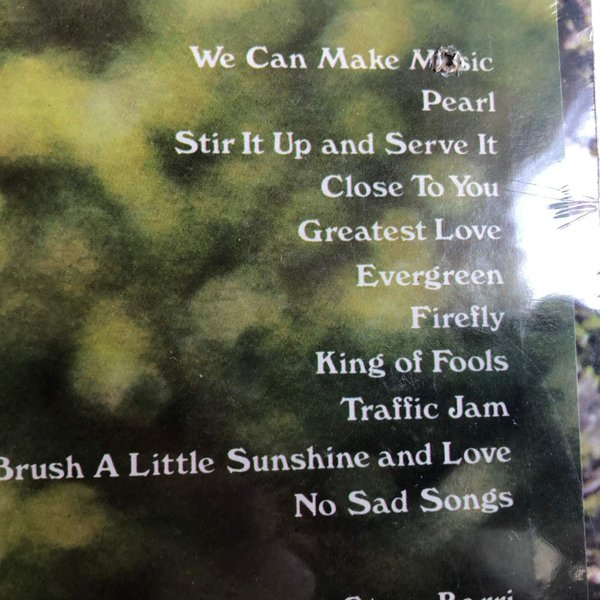 We Can Make Music
Pearl
Stir It Up and Serve It
Close To You
Greatest Love
Evergreen
Firefly
King of Fools
Traffic Jam
Brush A Little Sunshine and Love
No Sad Songs
Barri